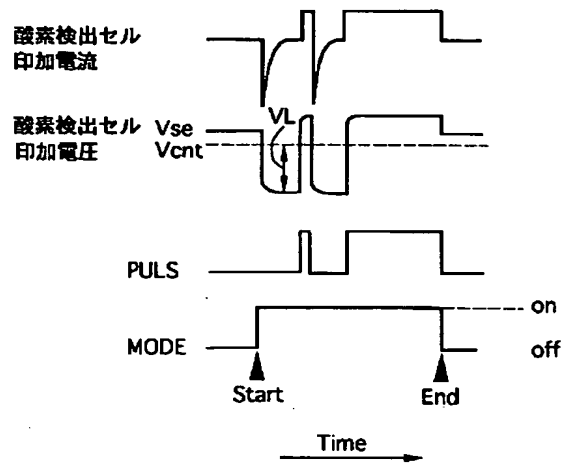 酸素検出セル
印加電流
酸素検出セル
印加電圧
Vse
Vcnt
VL
PULS
MODE
on
off
Start
End
Time